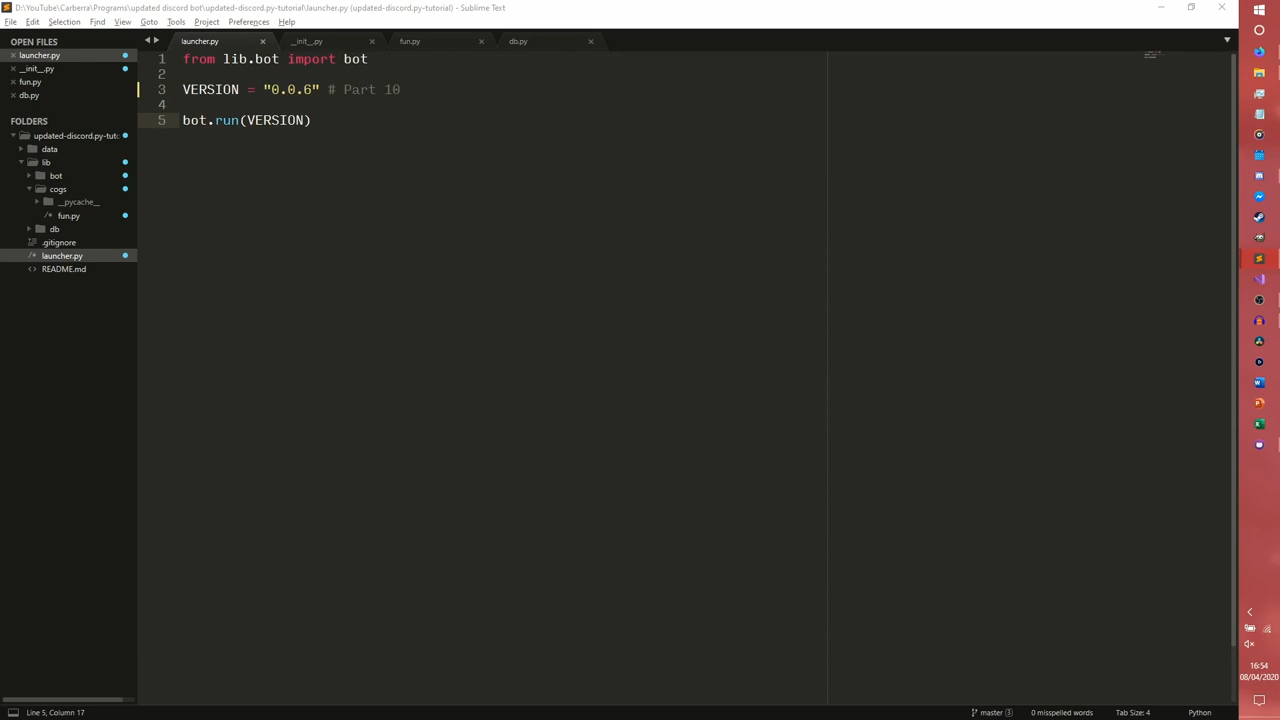 D:\YouTube\Carberra\Programs\updated discord bot\updated-discord.py-tutorial\launcher.py (updated-discord.py-tutorial) - Sublime Text
File Edit Selection Find View Goto Tools Project Preferences Help
OPEN FILES
launcher.py
__init__.py
fun.py
db.py
FOLDERS
updated-discord.py-tuto
data
lib
bot
cogs
__pycache__
fun.py
db
.gitignore
launcher.py
README.md
launcher.py __init__.py fun.py db.py
1 from lib.bot import bot
2
3 VERSION = "0.0.6" # Part 10
4
5 bot.run(VERSION)
Line 5, Column 17
master 3 0 misspelled words Tab Size: 4 Python
16:54
08/04/2020